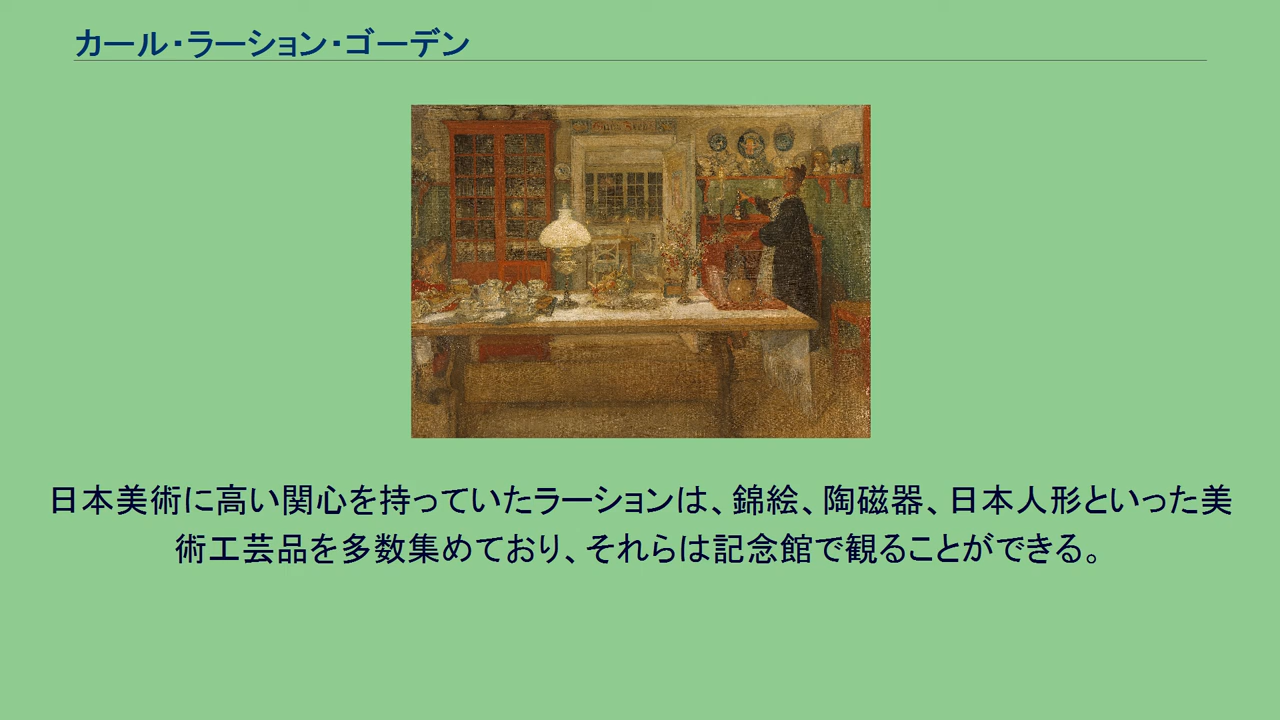 カール・ラーション・ゴーデン
日本美術に高い関心を持っていたラーションは、錦絵、陶磁器、日本人形といった美
術工芸品を多数集めており、それらは記念館で観ることができる。